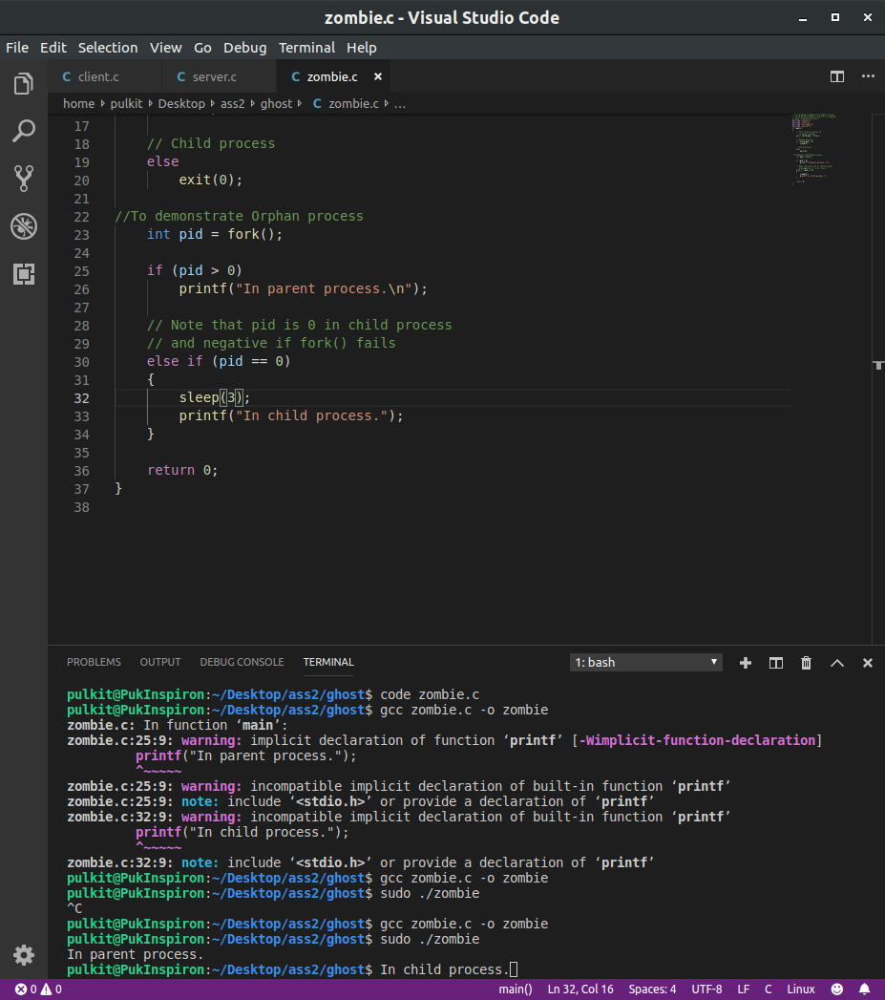 zombie.c - Visual Studio Code
File Edit Selection View Go Debug Terminal Help
C client.c C server.c C zombie.c ×
home › pulkit › Desktop › ass2 › ghost › C zombie.c › ...
17
18 // Child process
19 else
20 exit(0);
21
22 //To demonstrate Orphan process
23 int pid = fork();
24
25 if (pid > 0)
26 printf("In parent process.\n");
27
28 // Note that pid is 0 in child process
29 // and negative if fork() fails
30 else if (pid == 0)
31 {
32 sleep(3);
33 printf("In child process.");
34 }
35
36 return 0;
37 }
38
PROBLEMS OUTPUT DEBUG CONSOLE TERMINAL 1: bash
pulkit@PukInspiron:~/Desktop/ass2/ghost$ code zombie.c
pulkit@PukInspiron:~/Desktop/ass2/ghost$ gcc zombie.c -o zombie
zombie.c: In function ‘main’:
zombie.c:25:9: warning: implicit declaration of function ‘printf’ [-Wimplicit-function-declaration]
printf("In parent process.");
^~~~~~
zombie.c:25:9: warning: incompatible implicit declaration of built-in function ‘printf’
zombie.c:25:9: note: include ‘<stdio.h>’ or provide a declaration of ‘printf’
zombie.c:32:9: warning: incompatible implicit declaration of built-in function ‘printf’
printf("In child process.");
^~~~~~
zombie.c:32:9: note: include ‘<stdio.h>’ or provide a declaration of ‘printf’
pulkit@PukInspiron:~/Desktop/ass2/ghost$ gcc zombie.c -o zombie
pulkit@PukInspiron:~/Desktop/ass2/ghost$ sudo ./zombie
^C
pulkit@PukInspiron:~/Desktop/ass2/ghost$ gcc zombie.c -o zombie
pulkit@PukInspiron:~/Desktop/ass2/ghost$ sudo ./zombie
In parent process.
pulkit@PukInspiron:~/Desktop/ass2/ghost$ In child process.
0 0 main() Ln 32, Col 16 Spaces: 4 UTF-8 LF C Linux